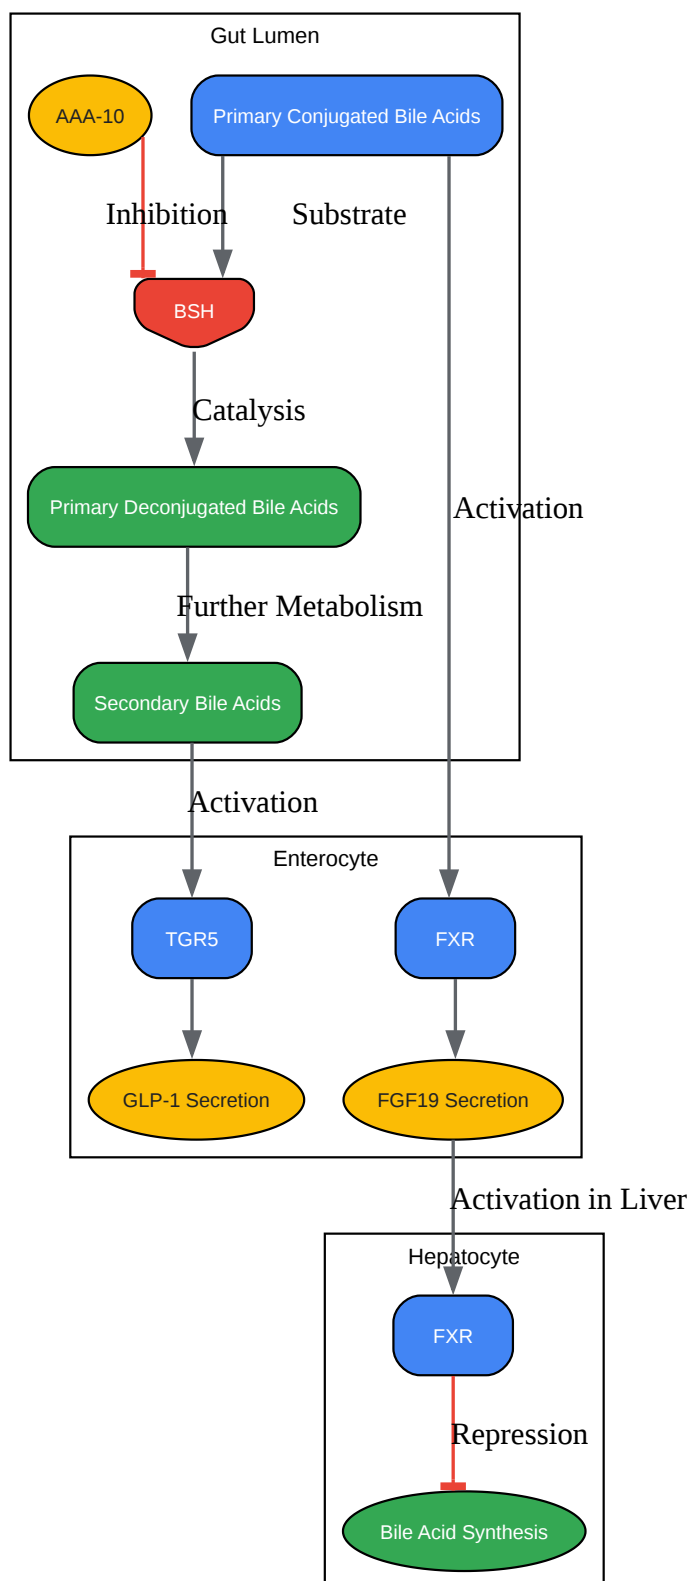 Gut Lumen
AAA-10
Primary Conjugated Bile Acids
Inhibition
Substrate
BSH
Catalysis
Primary Deconjugated Bile Acids
Activation
Further Metabolism
Secondary Bile Acids
Activation
Enterocyte
TGR5
FXR
GLP-1 Secretion
FGF19 Secretion
Activation in Liver
Hepatocyte
FXR
Repression
Bile Acid Synthesis